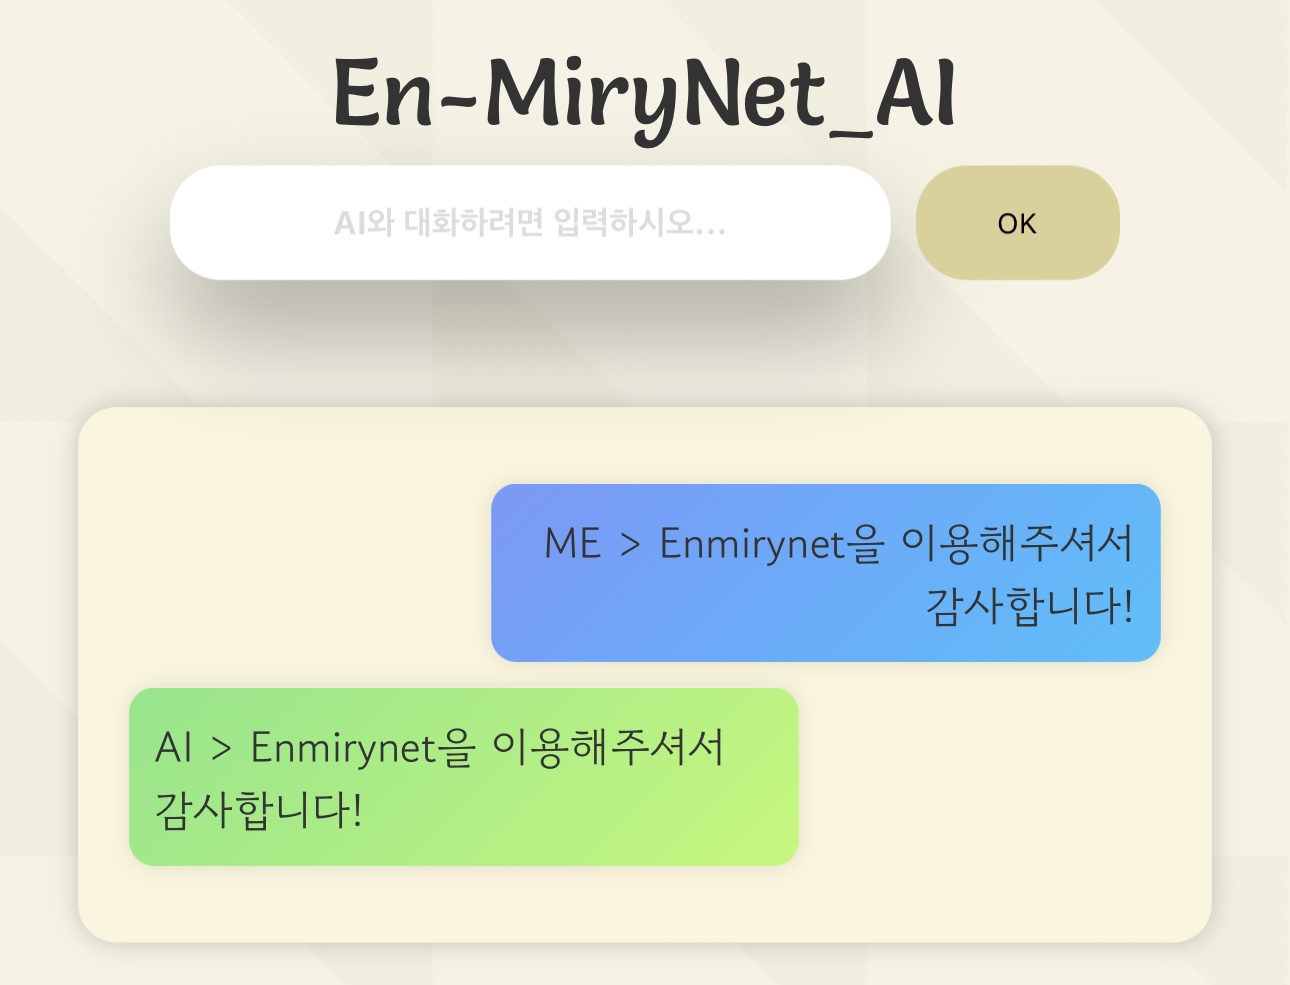 En-MiryNet_AI
AI와 대화하려면 입력하시오...
OK
ME > Enmirynet을 이용해주셔서
감사합니다!
AI > Enmirynet을 이용해주셔서
감사합니다!